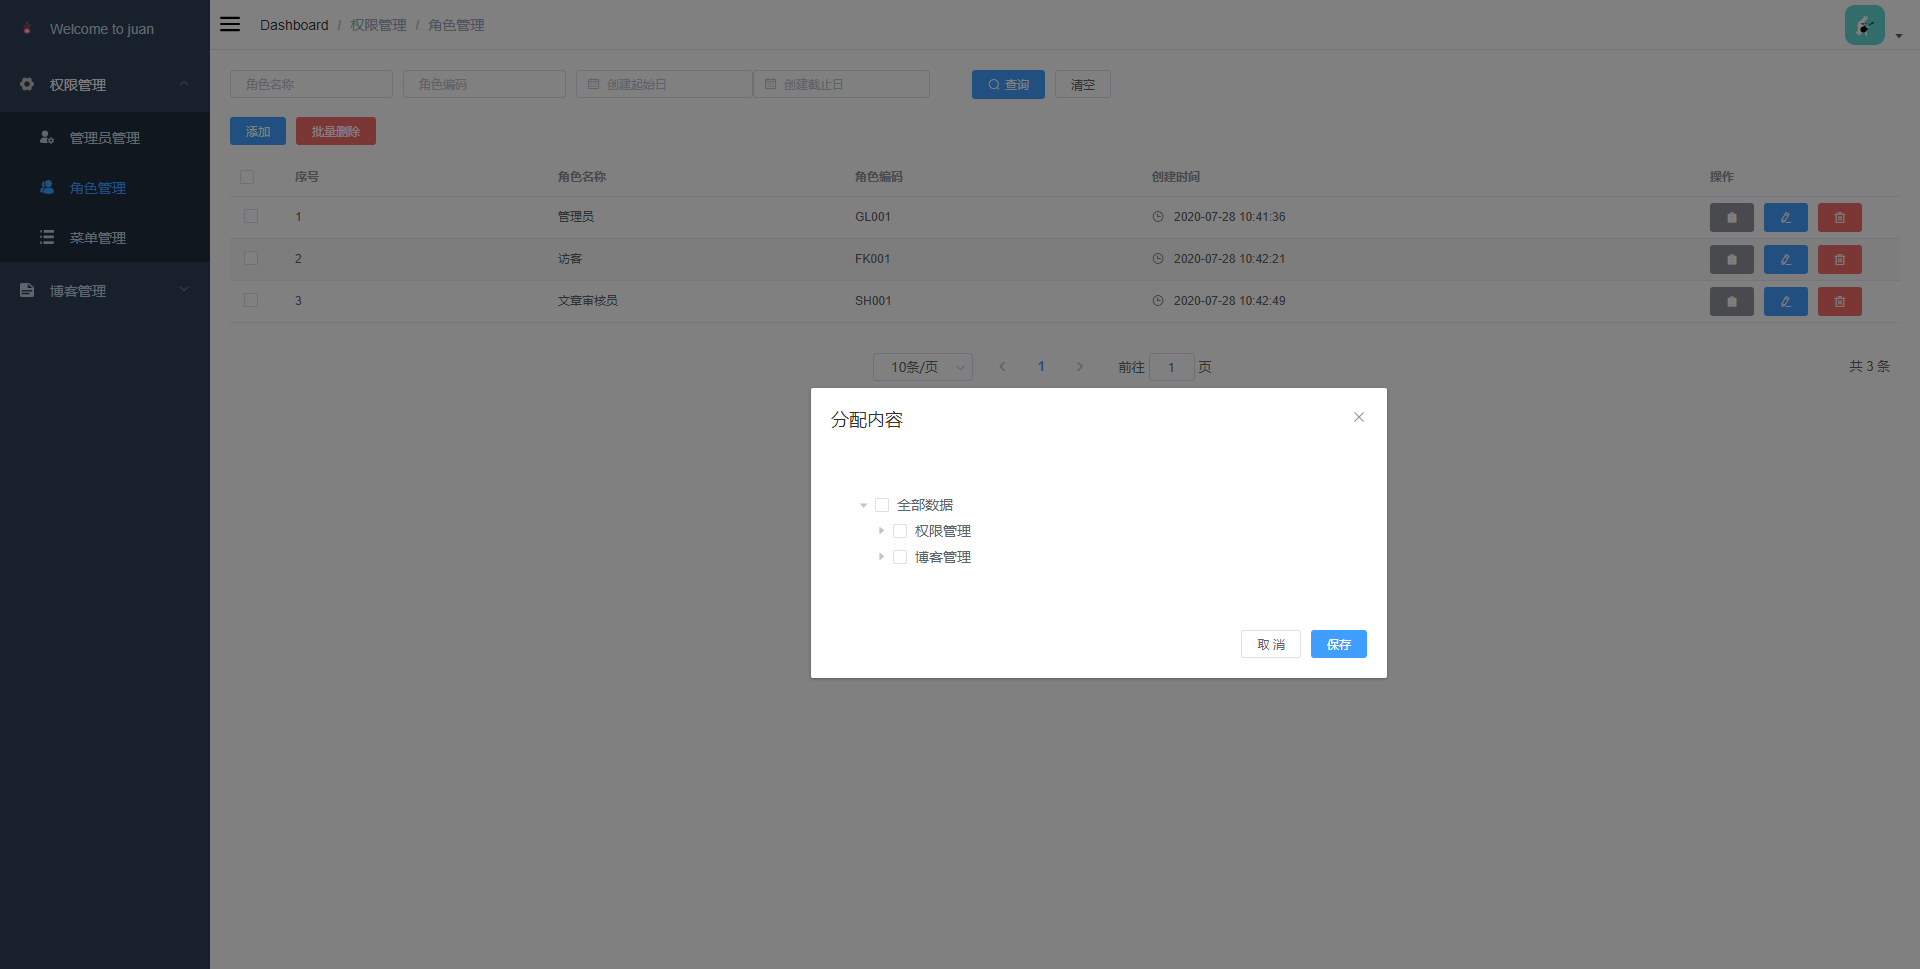 Welcome to juan
Dashboard / 权限管理 / 角色管理
权限管理
管理员管理
角色管理
菜单管理
博客管理
角色名称 角色编码 创建起始日 创建截止日 查询 清空
添加 批量删除
序号 角色名称 角色编码 创建时间 操作
1 管理员 GL001 2020-07-28 10:41:36
2 访客 FK001 2020-07-28 10:42:21
3 文章审核员 SH001 2020-07-28 10:42:49
10条/页 1 前往 1 页 共 3 条
分配内容
全部数据
权限管理
博客管理
取 消 保存